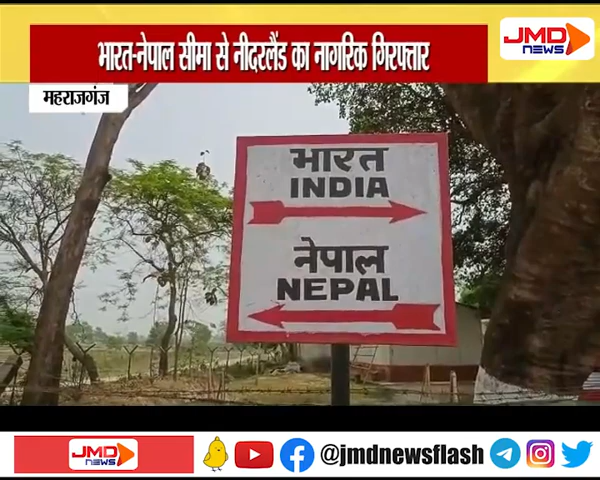 भारत-नेपाल सीमा से नीदरलैंड का नागरिक गिरफ्तार
JMD
NEWS
महराजगंज
भारत
INDIA
नेपाल
NEPAL
JMD
NEWS
@jmdnewsflash